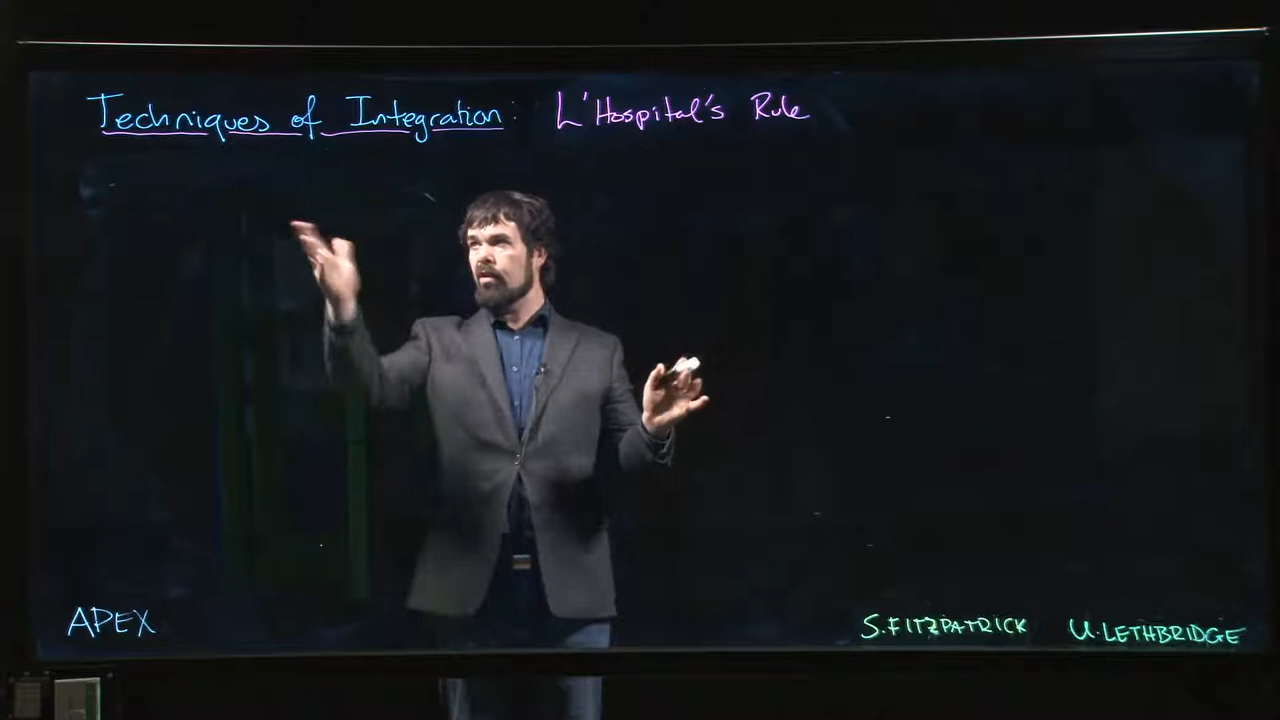 Techniques of Integration: L'Hospital's Rule
APEX
S. FITZPATRICK U. LETHBRIDGE